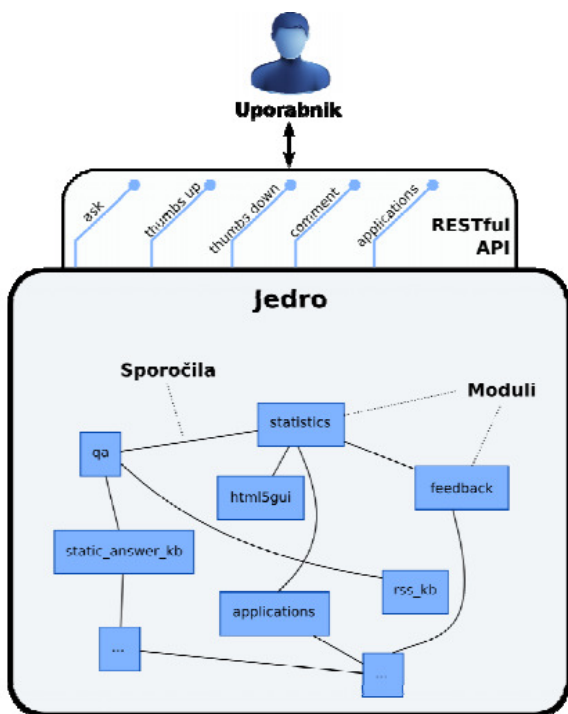 Uporabnik
ask
thumbs up
thumbs down
comment
applications
RESTful
API
Jedro
Sporočila
Moduli
statistics
qa
html5gui
feedback
static_answer_kb
rss_kb
applications
...
...